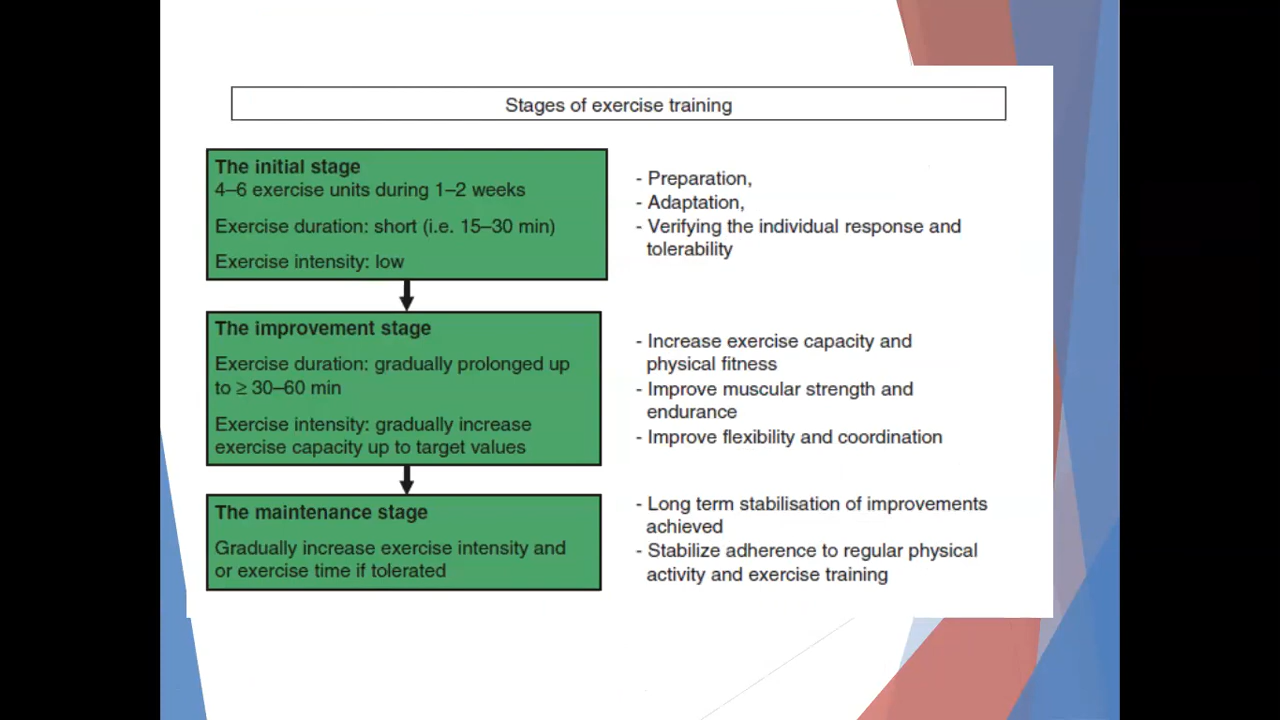 Stages of exercise training
The initial stage
4–6 exercise units during 1–2 weeks
Exercise duration: short (i.e. 15–30 min)
Exercise intensity: low
- Preparation,
- Adaptation,
- Verifying the individual response and
tolerability
The improvement stage
Exercise duration: gradually prolonged up
to ≥ 30–60 min
Exercise intensity: gradually increase
exercise capacity up to target values
- Increase exercise capacity and
physical fitness
- Improve muscular strength and
endurance
- Improve flexibility and coordination
The maintenance stage
Gradually increase exercise intensity and
or exercise time if tolerated
- Long term stabilisation of improvements
achieved
- Stabilize adherence to regular physical
activity and exercise training